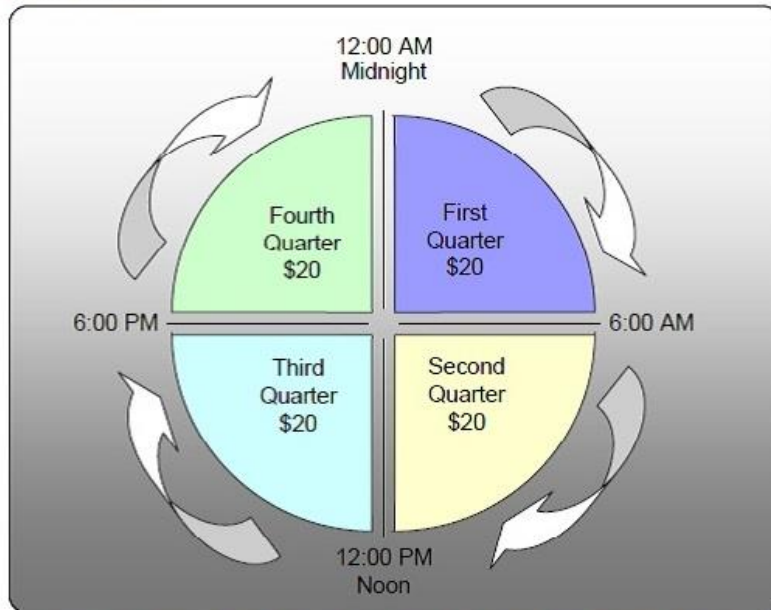 12:00 AM
Midnight
Fourth
Quarter
$20
First
Quarter
$20
6:00 PM
6:00 AM
Third
Quarter
$20
Second
Quarter
$20
12:00 PM
Noon